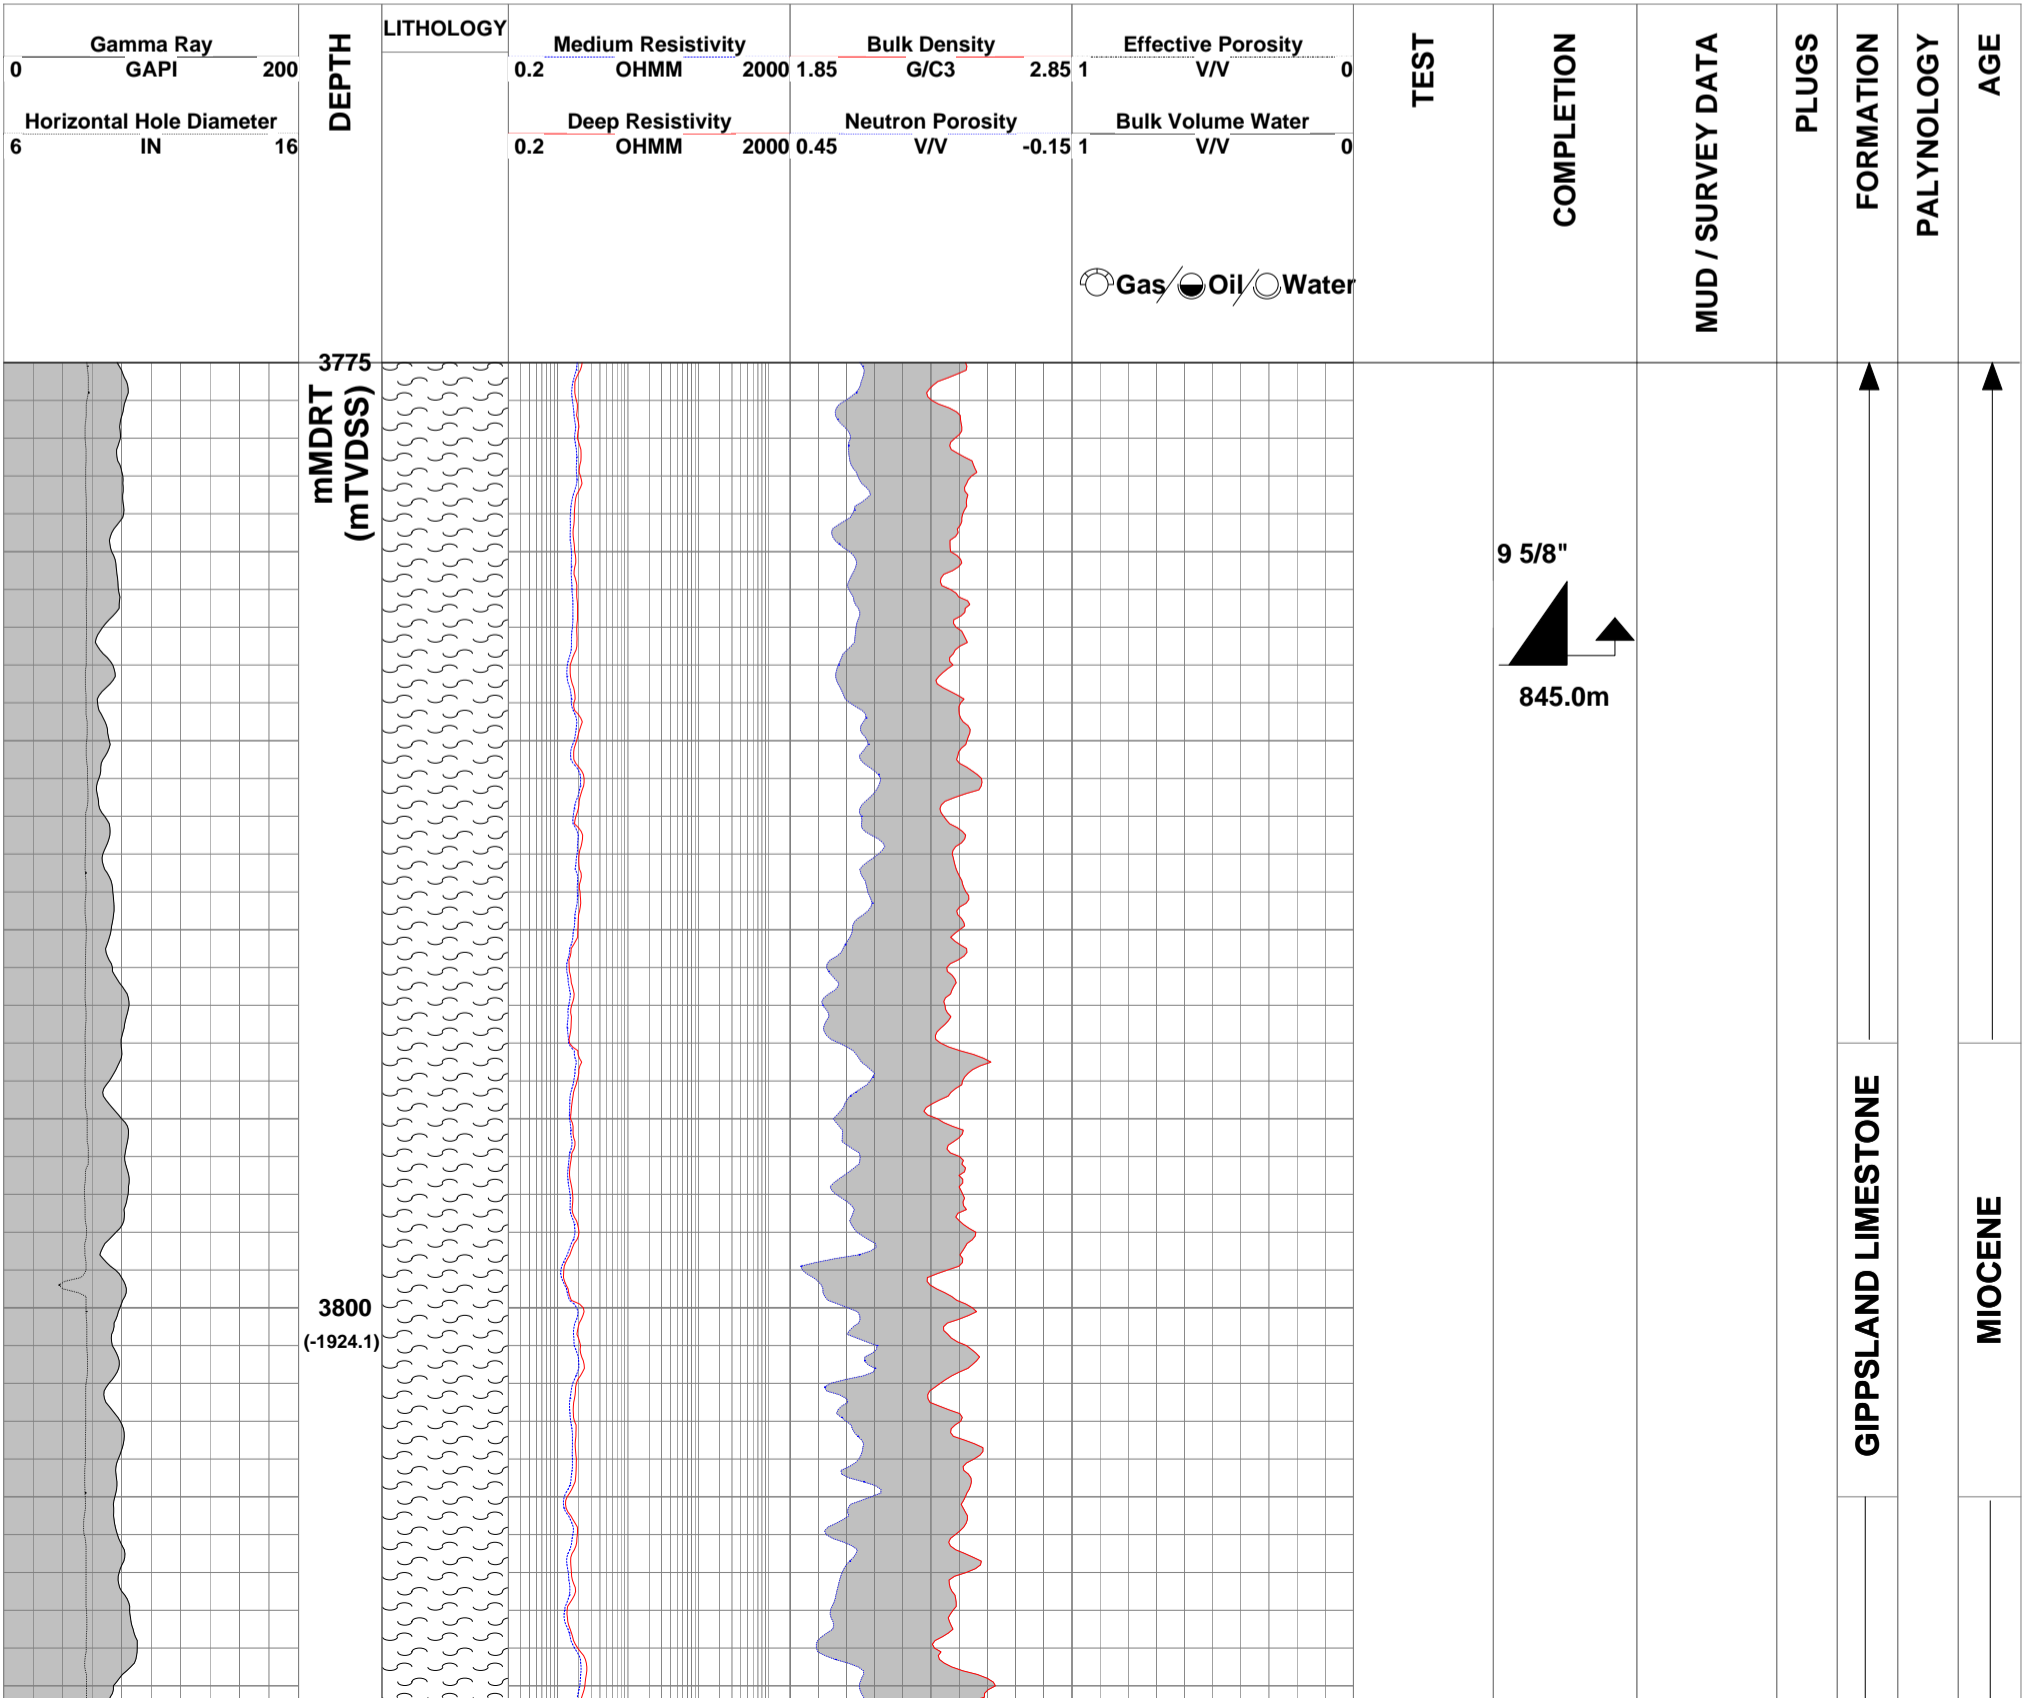 Gamma Ray
0 GAPI 200
Horizontal Hole Diameter
6 IN 16
DEPTH
LITHOLOGY
Medium Resistivity
0.2 OHMM 2000
Deep Resistivity
0.2 OHMM 2000
Bulk Density
1.85 G/C3 2.85
Neutron Porosity
0.45 V/V -0.15
Effective Porosity
1 V/V 0
Bulk Volume Water
1 V/V 0
Gas/Oil/Water
TEST
COMPLETION
MUD / SURVEY DATA
PLUGS
FORMATION
PALYNOLOGY
AGE
3775
mMDRT
(mTVDSS)
9 5/8"
845.0m
GIPPSLAND LIMESTONE
MIOCENE
3800
(-1924.1)